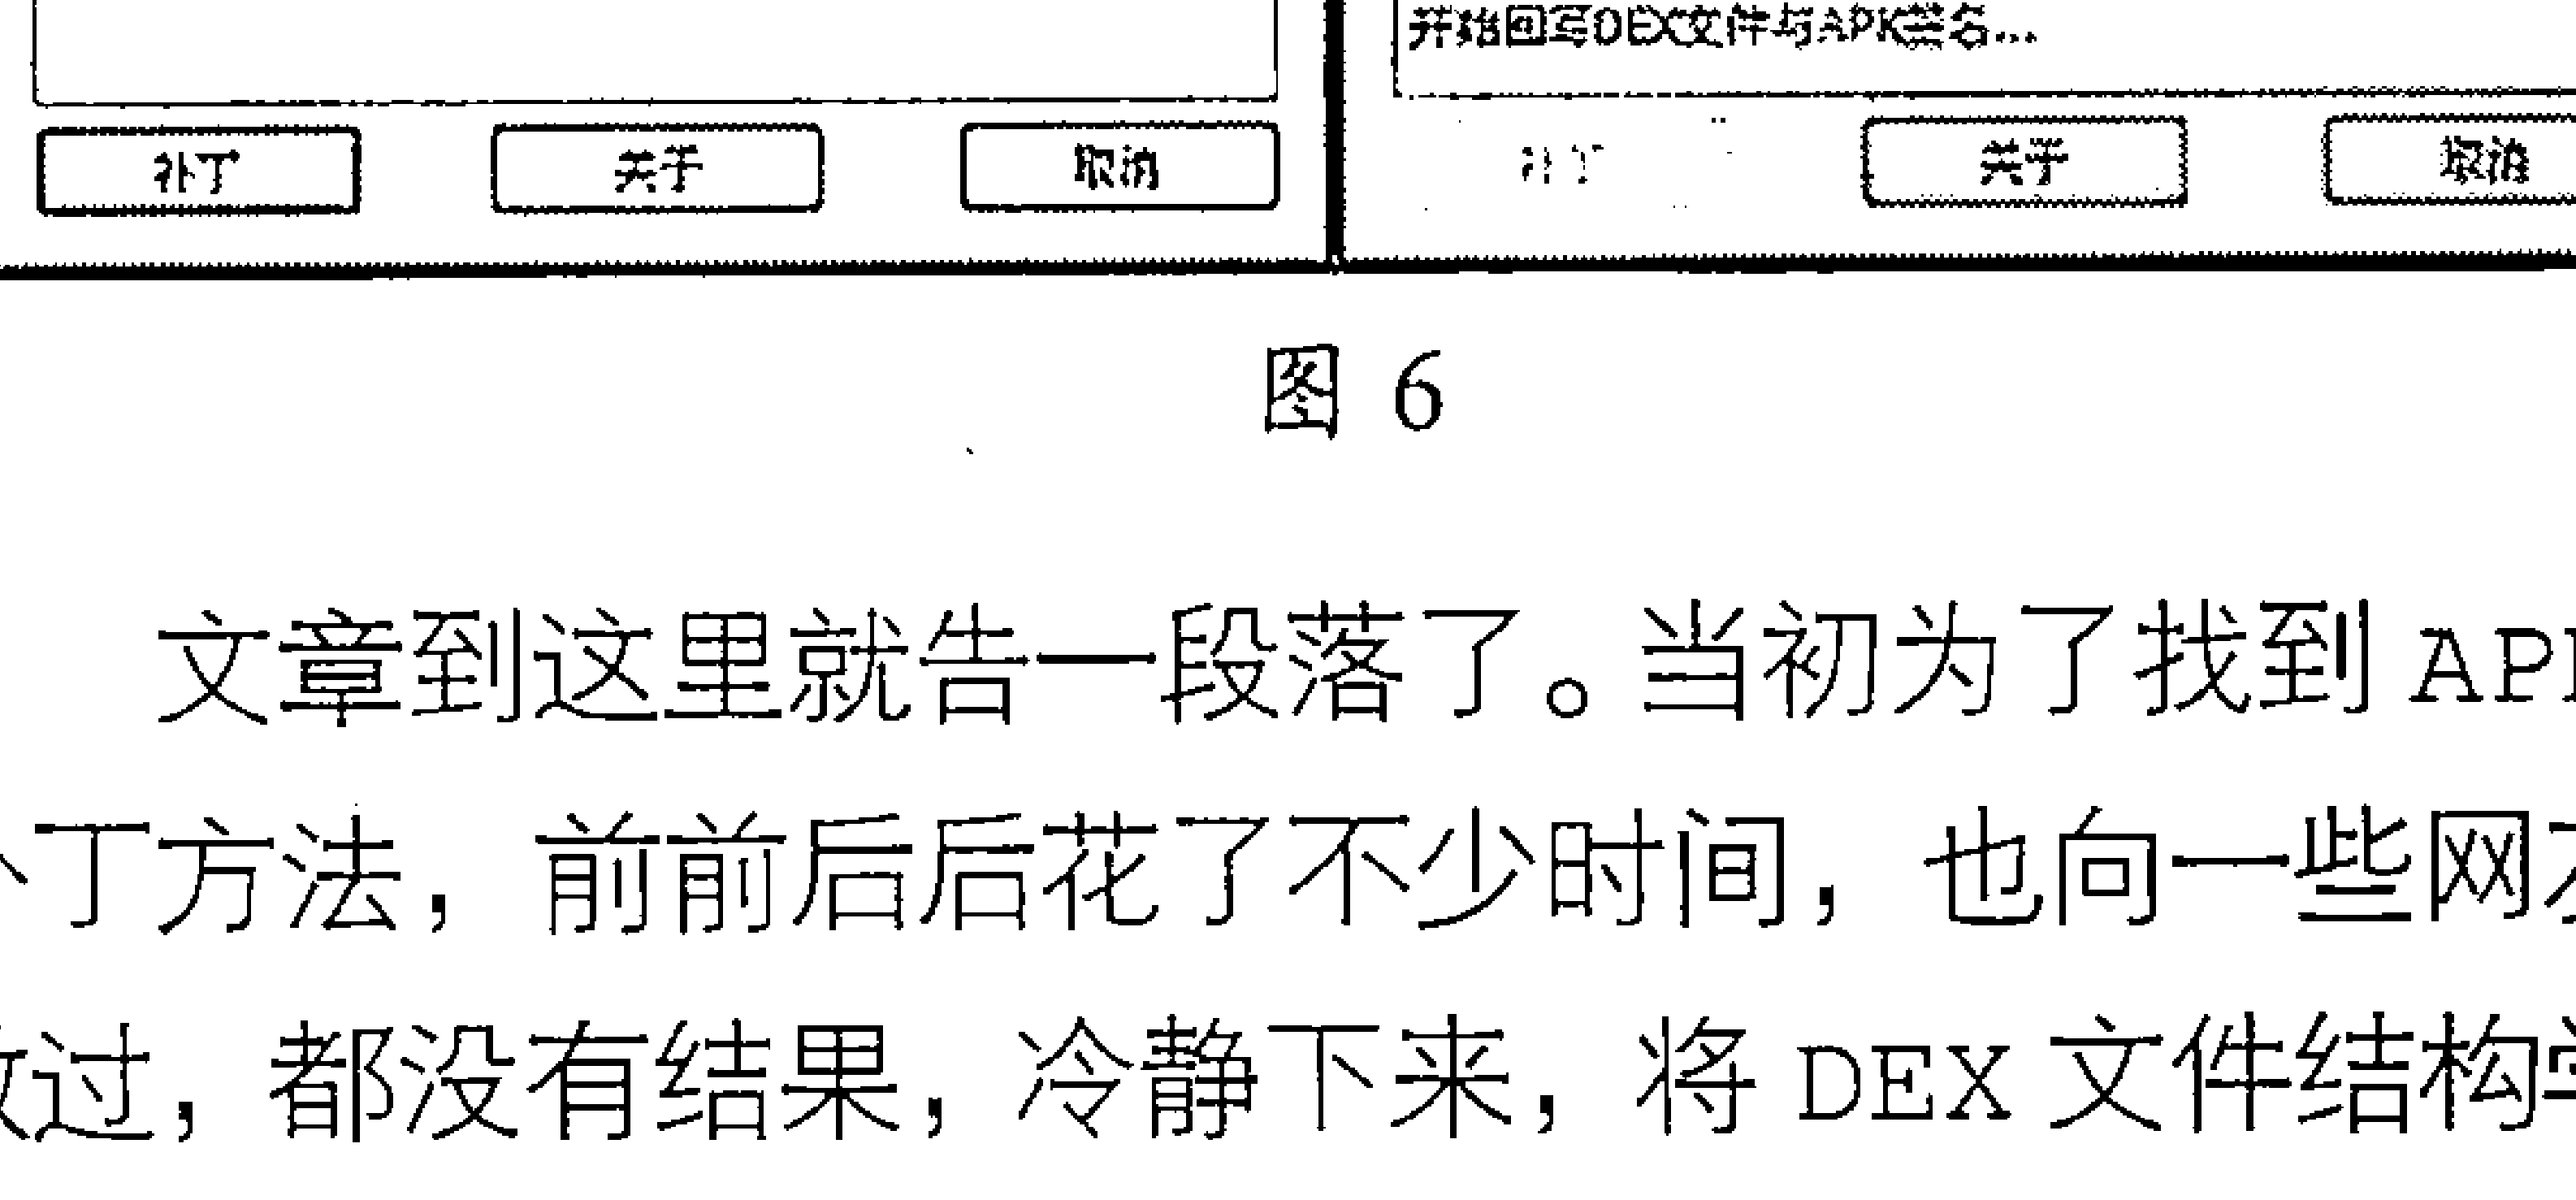 开始回写DEX文件与APK签名...
补丁 关于 取消 补丁 关于 取消
图 6
文章到这里就告一段落了。当初为了找到 AP
丁方法，前前后后花了不少时间，也向一些网
过，都没有结果，冷静下来，将 DEX 文件结构